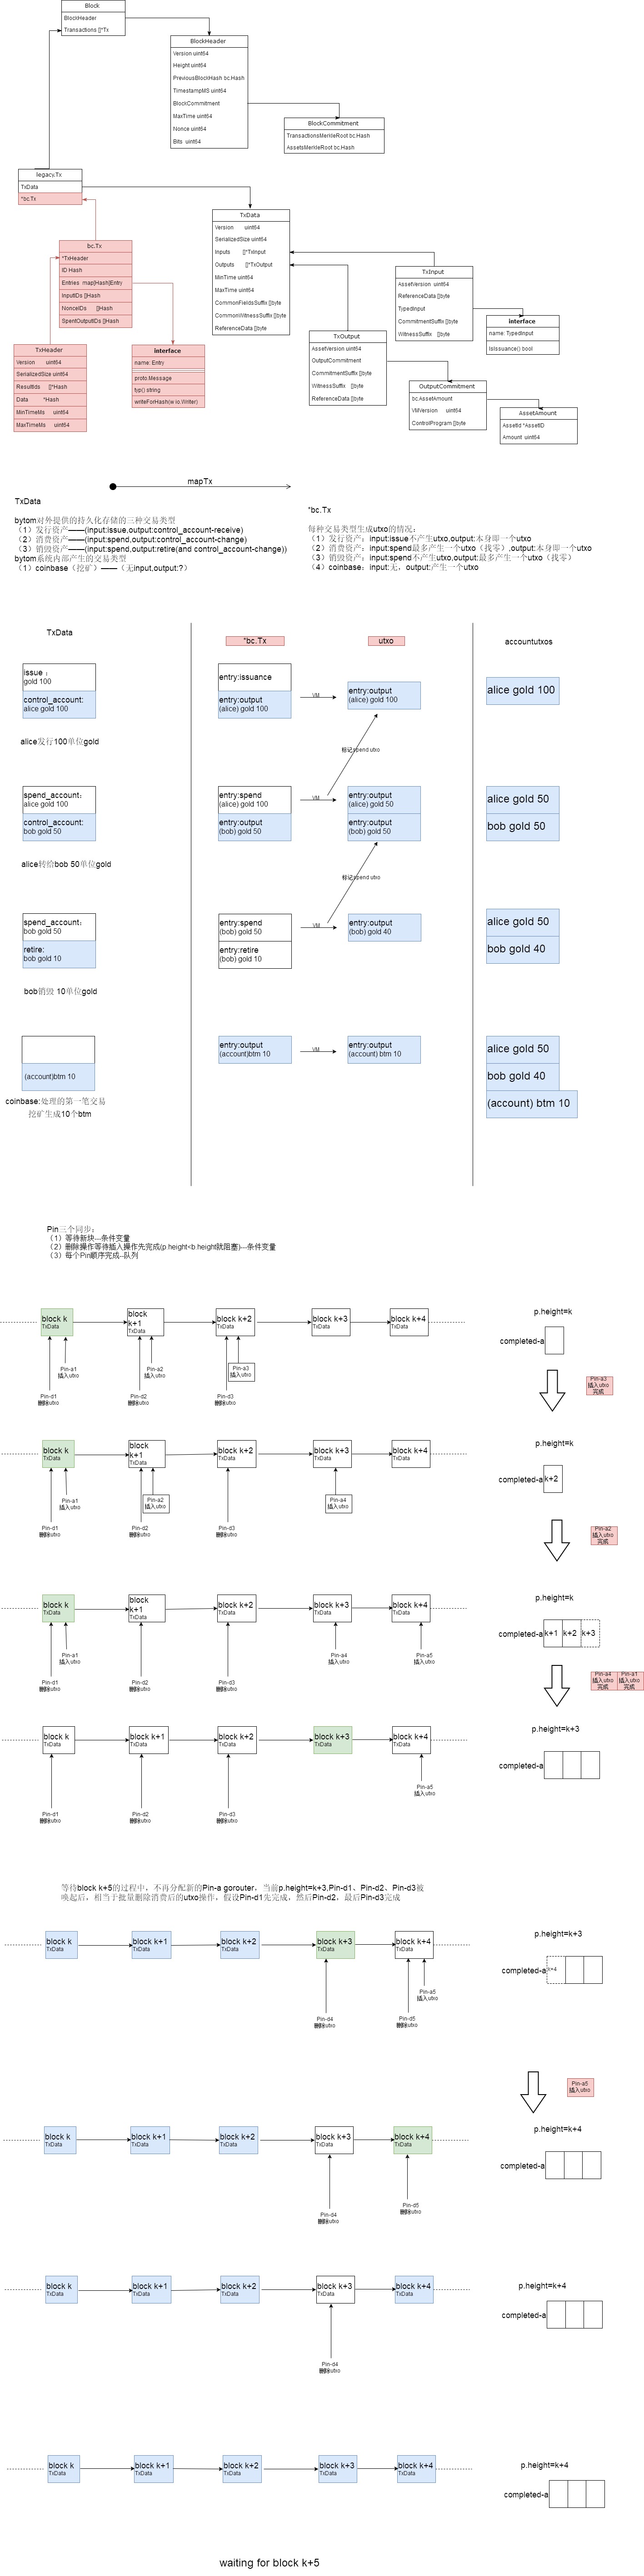 Block
BlockHeader
Transactions []*Tx
BlockHeader
Version uint64
Height uint64
PreviousBlockHash bc.Hash
TimestampMS uint64
BlockCommitment
MaxTime uint64
Nonce uint64
Bits uint64
BlockCommitment
TransactionsMerkleRoot bc.Hash
AssetsMerkleRoot bc.Hash
legacy.Tx
TxData
*bc.Tx
TxData
Version uint64
SerializedSize uint64
Inputs []*TxInput
Outputs []*TxOutput
MinTime uint64
MaxTime uint64
CommonFieldsSuffix []byte
CommonWitnessSuffix []byte
ReferenceData []byte
bc.Tx
*TxHeader
ID Hash
Entries map[Hash]Entry
InputIDs []Hash
NonceIDs []Hash
SpentOutputIDs []Hash
TxInput
AssetVersion uint64
ReferenceData []byte
TypedInput
CommitmentSuffix []byte
WitnessSuffix []byte
interface
name: TypedInput
IsIssuance() bool
TxHeader
Version uint64
SerializedSize uint64
ResultIds []*Hash
Data *Hash
MinTimeMs uint64
MaxTimeMs uint64
interface
name: Entry
proto.Message
typ() string
writeForHash(w io.Writer)
TxOutput
AssetVersion uint64
OutputCommitment
CommitmentSuffix []byte
WitnessSuffix []byte
ReferenceData []byte
OutputCommitment
bc.AssetAmount
VMVersion uint64
ControlProgram []byte
AssetAmount
AssetId *AssetID
Amount uint64
mapTx
TxData
bytom对外提供的持久化存储的三种交易类型
（1）发行资产——(input:issue,output:control_account-receive)
（2）消费资产——(input:spend,output:control_account-change)
（3）销毁资产——(input:spend,output:retire(and control_account-change))
bytom系统内部产生的交易类型
（1）coinbase（挖矿）——（无input,output:?）
*bc.Tx
每种交易类型生成utxo的情况：
（1）发行资产：input:issue不产生utxo,output:本身即一个utxo
（2）消费资产：input:spend最多产生一个utxo（找零）,output:本身即一个utxo
（3）销毁资产：input:spend不产生utxo,output:最多产生一个utxo（找零）
（4）coinbase：input:无，output:产生一个utxo
TxData
*bc.Tx
utxo
accountutxos
issue：
gold 100
control_account:
alice gold 100
entry:issuance
entry:output
(alice) gold 100
VM
entry:output
(alice) gold 100
alice gold 100
alice发行100单位gold
标记spend utxo
spend_account：
alice gold 100
control_account:
bob gold 50
entry:spend
(alice) gold 100
entry:output
(bob) gold 50
VM
entry:output
(alice) gold 50
entry:output
(bob) gold 50
alice gold 50
bob gold 50
alice转给bob 50单位gold
标记spend utxo
spend_account：
bob gold 50
retire:
bob gold 10
entry:spend
(bob) gold 50
entry:retire
(bob) gold 10
VM
entry:output
(bob) gold 40
alice gold 50
bob gold 40
bob销毁 10单位gold
(account)btm 10
entry:output
(account)btm 10
VM
entry:output
(account) btm 10
alice gold 50
bob gold 40
(account) btm 10
coinbase:处理的第一笔交易
挖矿生成10个btm
Pin三个同步：
（1）等待新块---条件变量
（2）删除操作等待插入操作先完成(p.height<b.height就阻塞)---条件变量
（3）每个Pin顺序完成--队列
p.height=k
block k
TxData
block
k+1
TxData
block k+2
TxData
block k+3
TxData
block k+4
TxData
completed-a
Pin-a1
插入utxo
Pin-a2
插入utxo
Pin-a3
插入utxo
Pin-d1
删除utxo
Pin-d2
删除utxo
Pin-d3
删除utxo
Pin-a3
插入utxo
完成
p.height=k
block k
TxData
block
k+1
TxData
block k+2
TxData
block k+3
TxData
block k+4
TxData
completed-a
k+2
Pin-a1
插入utxo
Pin-a2
插入utxo
Pin-a4
插入utxo
Pin-d1
删除utxo
Pin-d2
删除utxo
Pin-d3
删除utxo
Pin-a2
插入utxo
完成
p.height=k
block k
TxData
block
k+1
TxData
block k+2
TxData
block k+3
TxData
block k+4
TxData
completed-a
k+1
k+2
k+3
Pin-a1
插入utxo
Pin-a4
插入utxo
Pin-a5
插入utxo
Pin-d1
删除utxo
Pin-d2
删除utxo
Pin-d3
删除utxo
Pin-a4
插入utxo
完成
Pin-a1
插入utxo
完成
p.height=k+3
block k
TxData
block k+1
TxData
block k+2
TxData
block k+3
TxData
block k+4
TxData
completed-a
Pin-a5
插入utxo
Pin-d1
删除utxo
Pin-d2
删除utxo
Pin-d3
删除utxo
等待block k+5的过程中，不再分配新的Pin-a gorouter，当前p.height=k+3,Pin-d1、Pin-d2、Pin-d3被
唤起后，相当于批量删除消费后的utxo操作，假设Pin-d1先完成，然后Pin-d2，最后Pin-d3完成
p.height=k+3
block k
TxData
block k+1
TxData
block k+2
TxData
block k+3
TxData
block k+4
TxData
completed-a
k+4
Pin-a5
插入utxo
Pin-d4
删除utxo
Pin-d5
删除utxo
Pin-a5
插入utxo
p.height=k+4
block k
TxData
block k+1
TxData
block k+2
TxData
block k+3
TxData
block k+4
TxData
completed-a
Pin-d4
删除utxo
Pin-d5
删除utxo
p.height=k+4
block k
TxData
block k+1
TxData
block k+2
TxData
block k+3
TxData
block k+4
TxData
completed-a
Pin-d4
删除utxo
p.height=k+4
block k
TxData
block k+1
TxData
block k+2
TxData
block k+3
TxData
block k+4
TxData
completed-a
waiting for block k+5